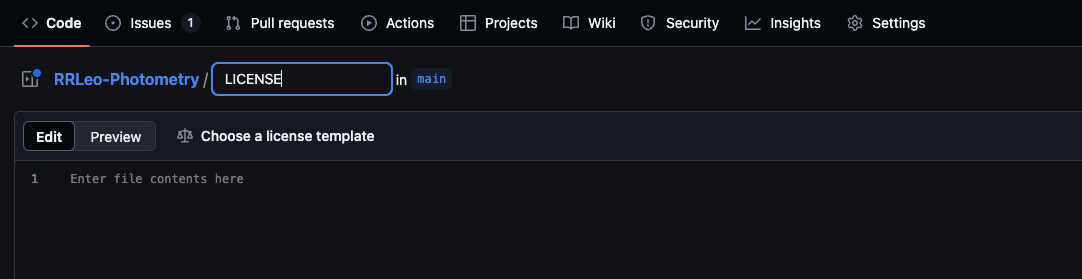 Code Issues 1 Pull requests Actions Projects Wiki Security Insights Settings
RRLeo-Photometry / LICENSE in main
Edit Preview Choose a license template
1 Enter file contents here